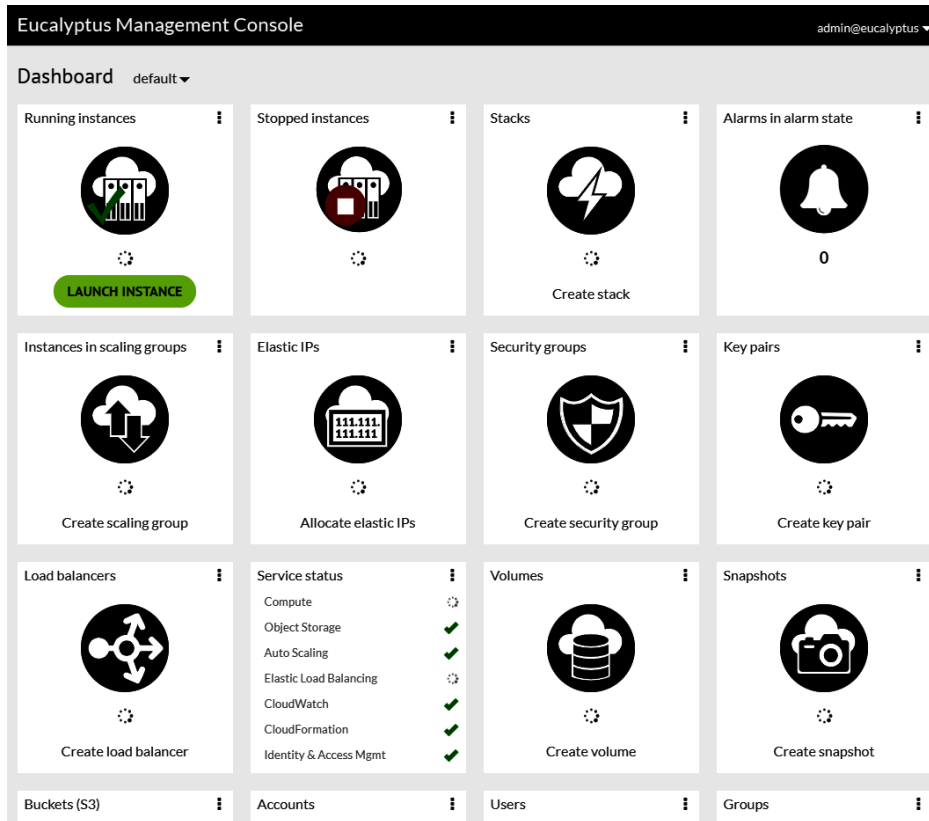 Eucalyptus Management Console
admin@eucalyptus
Dashboard default
Running instances
LAUNCH INSTANCE
Stopped instances
Stacks
Create stack
Alarms in alarm state
0
Instances in scaling groups
Create scaling group
Elastic IPs
111.111.
111.111
Allocate elastic IPs
Security groups
Create security group
Key pairs
Create key pair
Load balancers
Create load balancer
Service status
Compute
Object Storage
Auto Scaling
Elastic Load Balancing
CloudWatch
CloudFormation
Identity & Access Mgmt
Volumes
Create volume
Snapshots
Create snapshot
Buckets (S3)
Accounts
Users
Groups